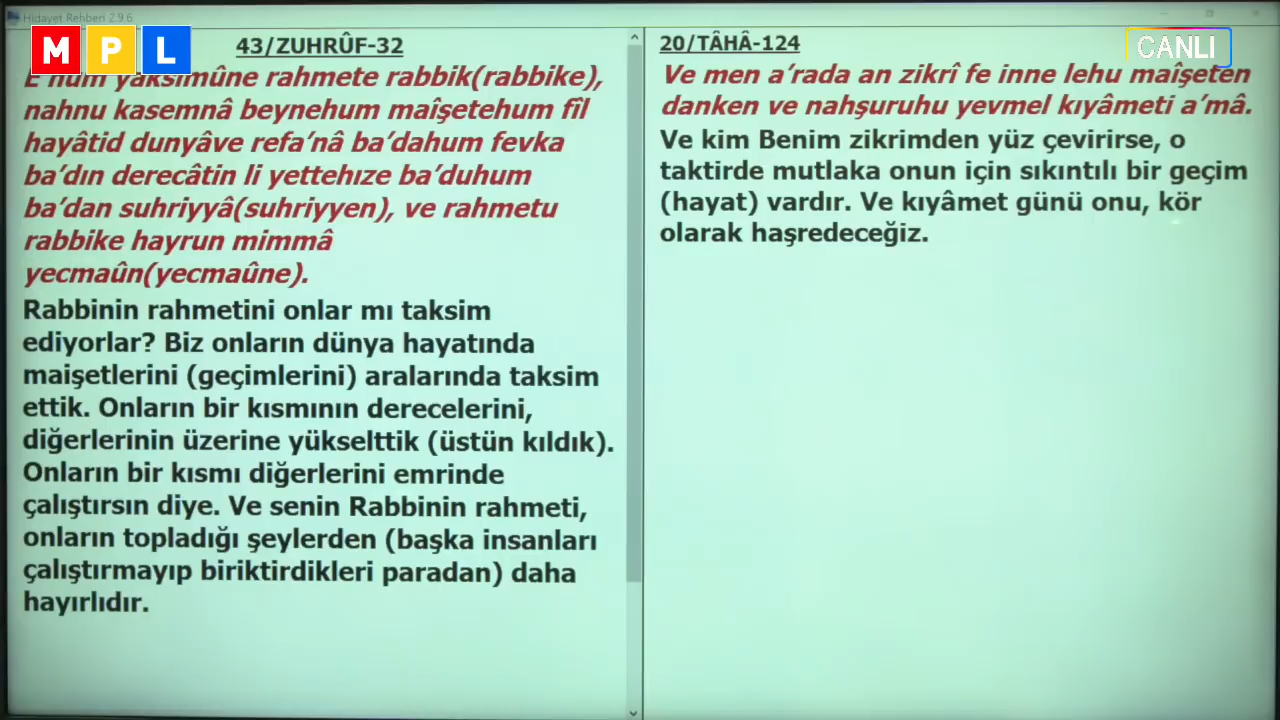 Hidayet Rehberi 2.9.6
MPL
CANLI
43/ZUHRÛF-32
E hum yaksimûne rahmete rabbik(rabbike),
nahnu kasemnâ beynehum maîşetehum fîl
hayâtid dunyâve refa’nâ ba’dahum fevka
ba’dın derecâtin li yettehıze ba’duhum
ba’dan suhriyyâ(suhriyyen), ve rahmetu
rabbike hayrun mimmâ
yecmaûn(yecmaûne).
Rabbinin rahmetini onlar mı taksim
ediyorlar? Biz onların dünya hayatında
maişetlerini (geçimlerini) aralarında taksim
ettik. Onların bir kısmının derecelerini,
diğerlerinin üzerine yükselttik (üstün kıldık).
Onların bir kısmı diğerlerini emrinde
çalıştırsın diye. Ve senin Rabbinin rahmeti,
onların topladığı şeylerden (başka insanları
çalıştırmayıp biriktirdikleri paradan) daha
hayırlıdır.
20/TÂHÂ-124
Ve men a’rada an zikrî fe inne lehu maîşeten
danken ve nahşuruhu yevmel kıyâmeti a’mâ.
Ve kim Benim zikrimden yüz çevirirse, o
taktirde mutlaka onun için sıkıntılı bir geçim
(hayat) vardır. Ve kıyâmet günü onu, kör
olarak haşredeceğiz.